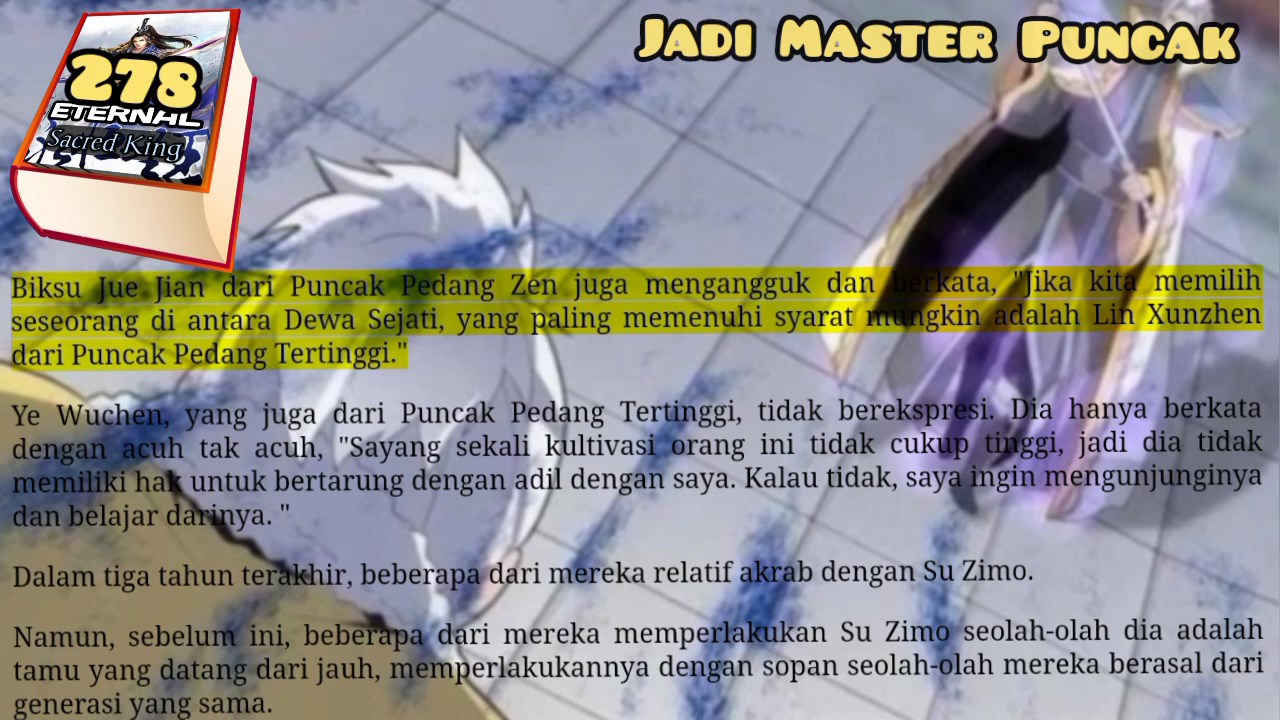 Jadi Master Puncak
278
ETERNAL
Sacred King
Biksu Jue Jian dari Puncak Pedang Zen juga mengangguk dan berkata, "Jika kita memilih
seseorang di antara Dewa Sejati, yang paling memenuhi syarat mungkin adalah Lin Xunzhen
dari Puncak Pedang Tertinggi."
Ye Wuchen, yang juga dari Puncak Pedang Tertinggi, tidak berekspresi. Dia hanya berkata
dengan acuh tak acuh, "Sayang sekali kultivasi orang ini tidak cukup tinggi, jadi dia tidak
memiliki hak untuk bertarung dengan adil dengan saya. Kalau tidak, saya ingin mengunjunginya
dan belajar darinya. "
Dalam tiga tahun terakhir, beberapa dari mereka relatif akrab dengan Su Zimo.
Namun, sebelum ini, beberapa dari mereka memperlakukan Su Zimo seolah-olah dia adalah
tamu yang datang dari jauh, memperlakukannya dengan sopan seolah-olah mereka berasal dari
generasi yang sama.